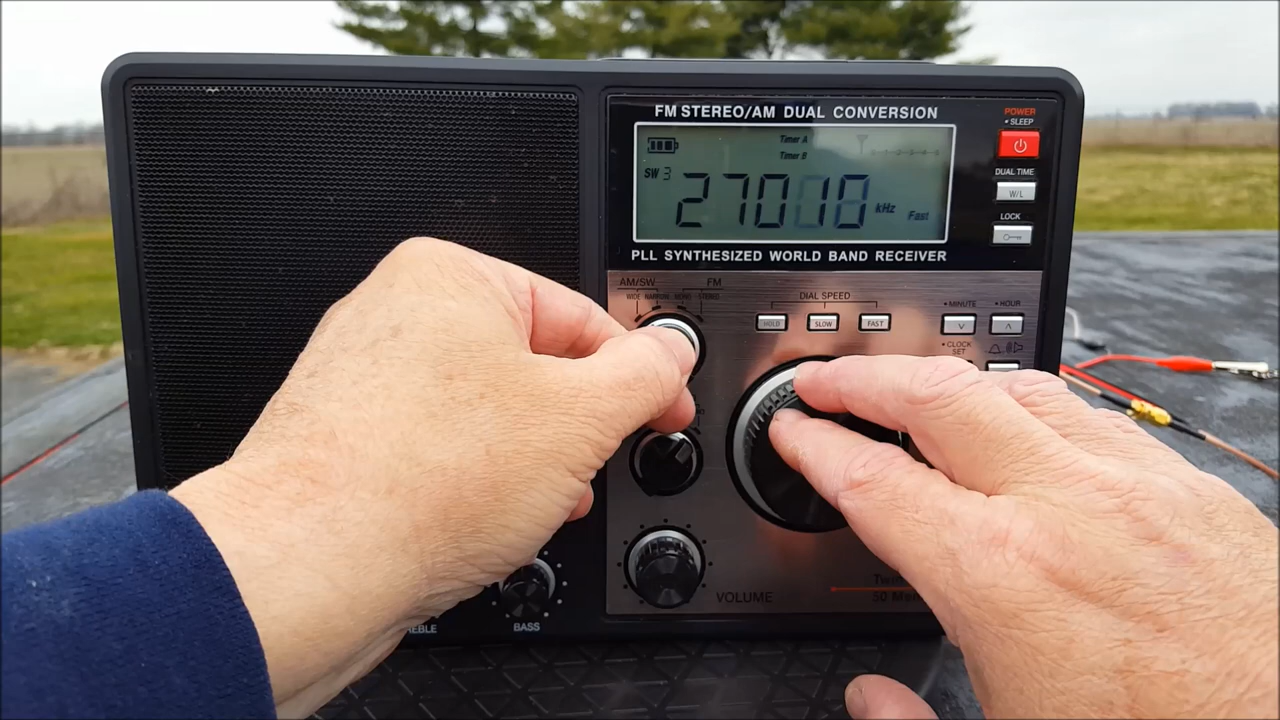 FM STEREO/AM DUAL CONVERSION
POWER
• SLEEP
Timer A
Timer B
SW 3
27010 kHz
Fast
DUAL TIME
W/L
LOCK
PLL SYNTHESIZED WORLD BAND RECEIVER
AM/SW FM
WIDE NARROW MONO STEREO
DIAL SPEED
HOLD SLOW FAST
• MINUTE • HOUR
• CLOCK
SET
VOLUME
50
BASS